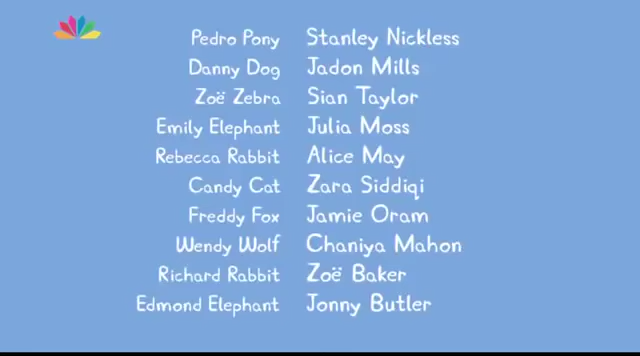 Pedro Pony Stanley Nickless
Danny Dog Jadon Mills
Zoë Zebra Sian Taylor
Emily Elephant Julia Moss
Rebecca Rabbit Alice May
Candy Cat Zara Siddiqi
Freddy Fox Jamie Oram
Wendy Wolf Chaniya Mahon
Richard Rabbit Zoë Baker
Edmond Elephant Jonny Butler